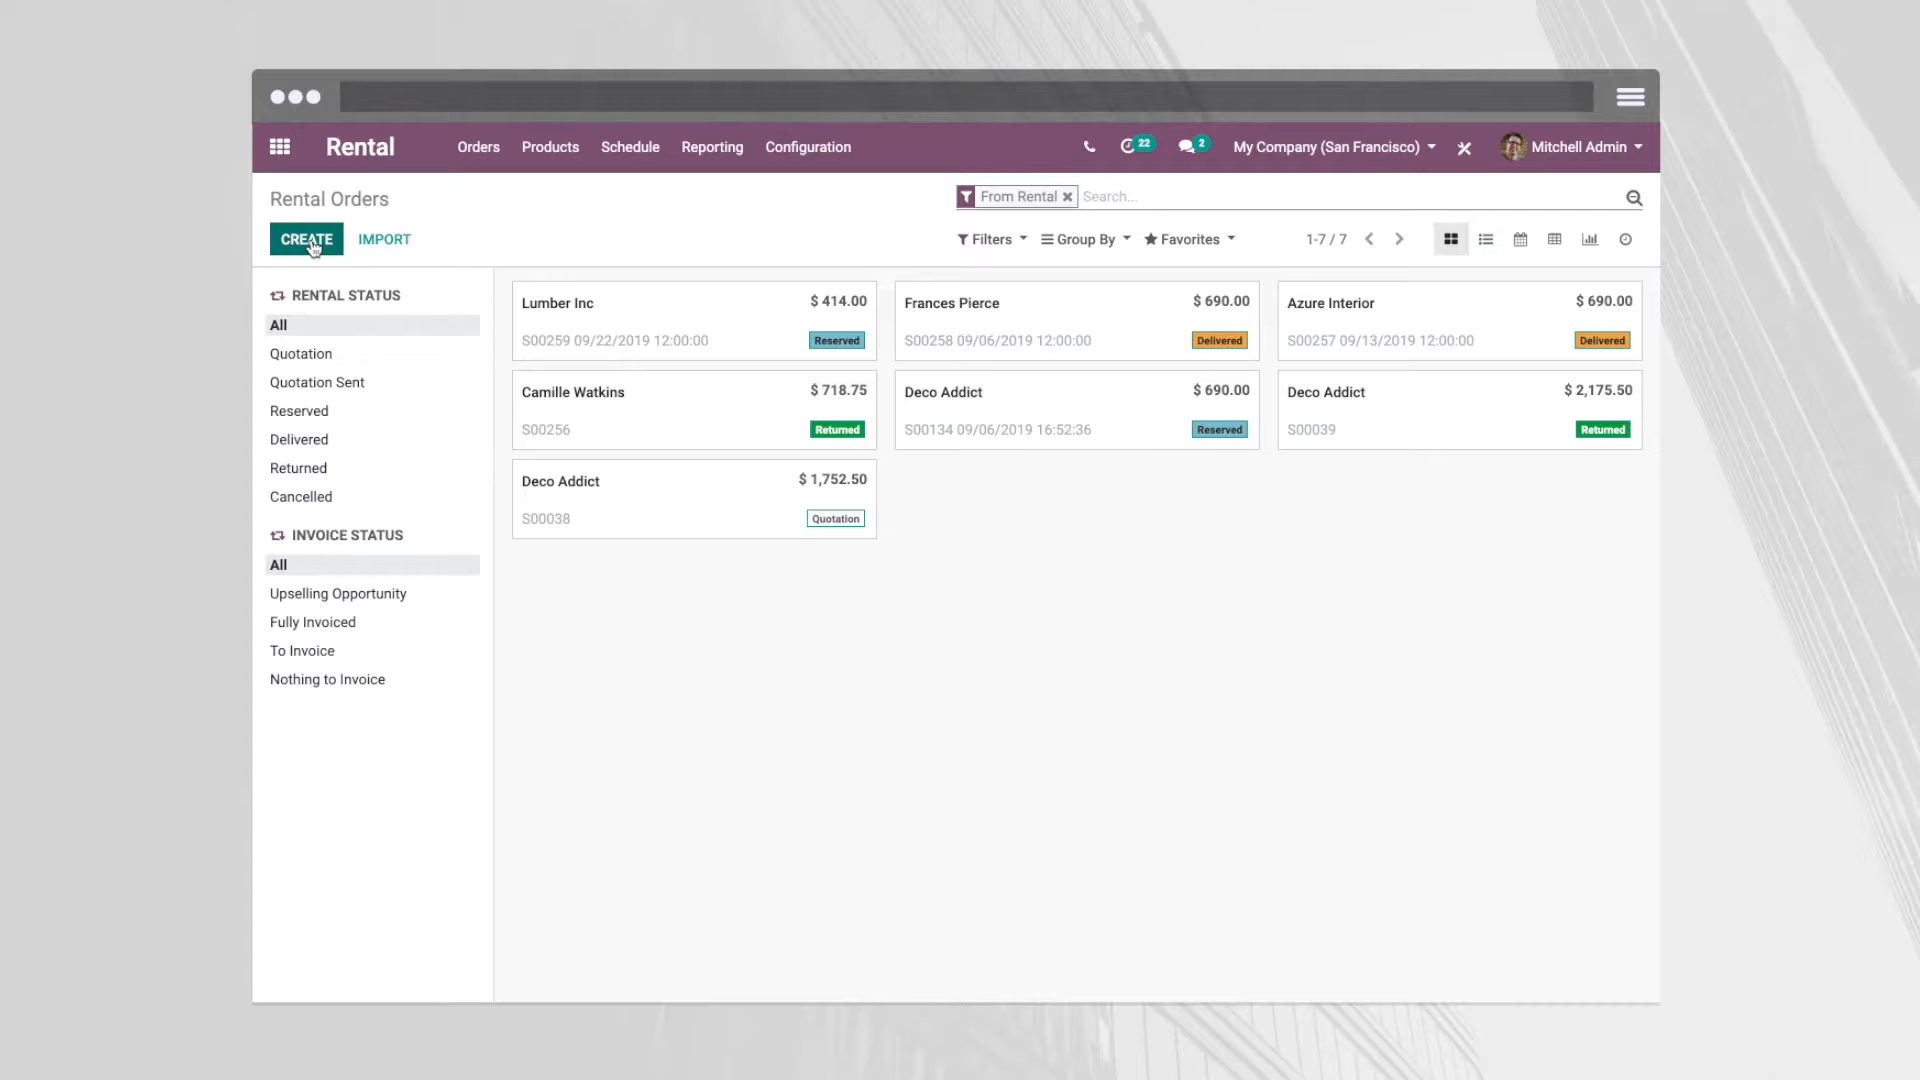 Rental Orders Products Schedule Reporting Configuration 22 2 My Company (San Francisco) Mitchell Admin
Rental Orders
From Rental Search...
CREATE IMPORT
Filters Group By Favorites 1-7 / 7
RENTAL STATUS
All
Quotation
Quotation Sent
Reserved
Delivered
Returned
Cancelled
INVOICE STATUS
All
Upselling Opportunity
Fully Invoiced
To Invoice
Nothing to Invoice
Lumber Inc $ 414.00
S00259 09/22/2019 12:00:00 Reserved
Frances Pierce $ 690.00
S00258 09/06/2019 12:00:00 Delivered
Azure Interior $ 690.00
S00257 09/13/2019 12:00:00 Delivered
Camille Watkins $ 718.75
S00256 Returned
Deco Addict $ 690.00
S00134 09/06/2019 16:52:36 Reserved
Deco Addict $ 2,175.50
S00039 Returned
Deco Addict $ 1,752.50
S00038 Quotation